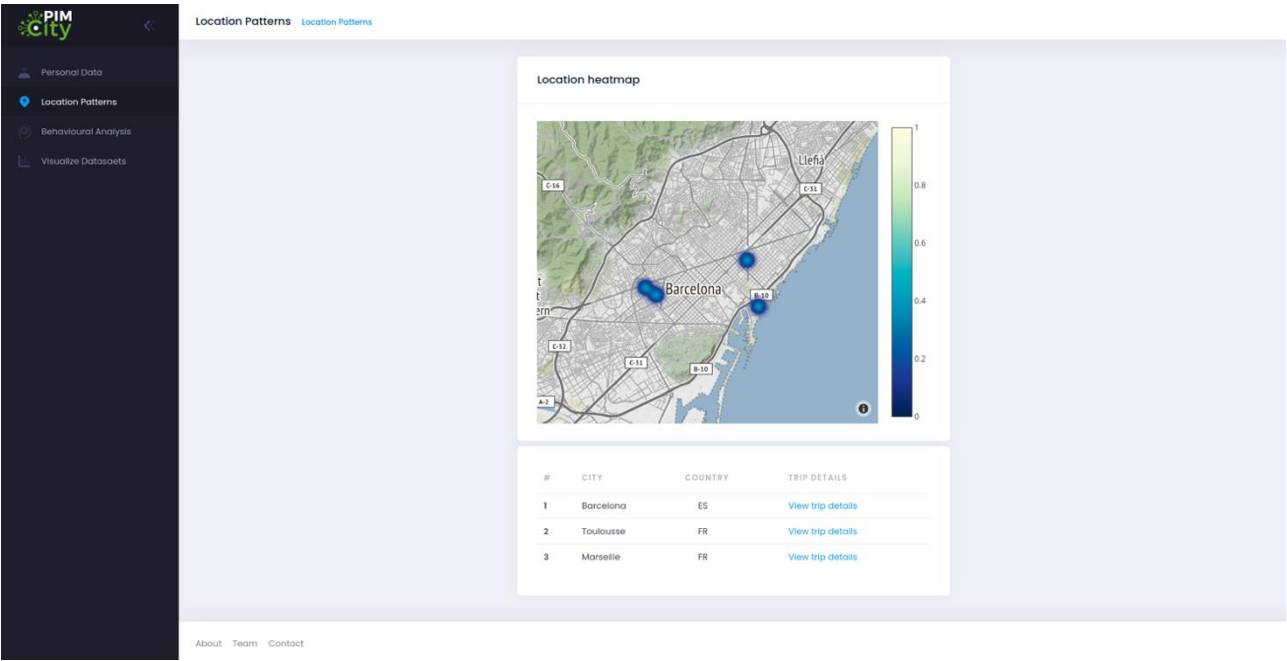 PIM
City
Location Patterns Location Patterns
Personal Data
Location Patterns
Behavioural Analysis
Visualize Datasaets
Location heatmap
Llefià
C-16
C-31
Barcelona
B-10
C-32
C-31
B-10
A-2
1
0.8
0.6
0.4
0.2
0
# CITY COUNTRY TRIP DETAILS
1 Barcelona ES View trip details
2 Toulousse FR View trip details
3 Marseille FR View trip details
About Team Contact